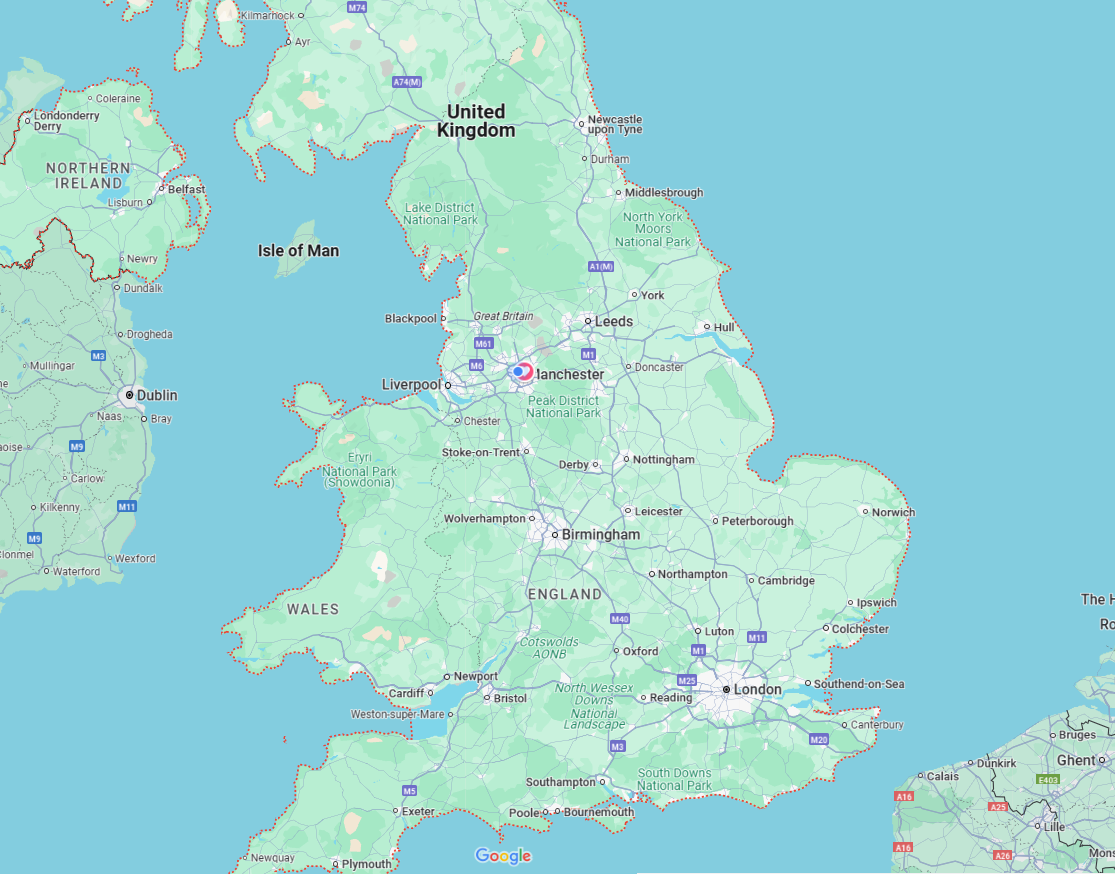 Kilmarnock
M74
Ayr
A74(M)
Coleraine
Londonderry
Derry
United
Kingdom
Newcastle
upon Tyne
Durham
NORTHERN
IRELAND
Belfast
Lisburn
Middlesbrough
Lake District
National Park
North York
Moors
National Park
Isle of Man
Newry
A1(M)
Dundalk
York
Blackpool
Great Britain
Leeds
Hull
Drogheda
M61
M3
M1
Mullingar
M6
Doncaster
Manchester
Liverpool
Dublin
Peak District
National Park
Naas
Bray
Chester
M9
Stoke-on-Trent
Eryri
National Park
(Snowdonia)
Derby
Nottingham
Carlow
Kilkenny
M11
Leicester
Norwich
Wolverhampton
Peterborough
Birmingham
M9
Wexford
Waterford
Northampton
Cambridge
ENGLAND
WALES
Ipswich
The H
M40
Ro
Colchester
Luton
M11
Cotswolds
AONB
Oxford
M1
Newport
M25
Southend-on-Sea
Cardiff
North Wessex
Downs
National
Landscape
London
Bristol
Reading
Weston-super-Mare
Canterbury
M20
Bruges
M3
Ghent
Dunkirk
South Downs
National Park
Calais
E403
Southampton
M5
A16
A25
Exeter
Poole
Bournemouth
Lille
A16
Google
Newquay
Plymouth
A26
Mons